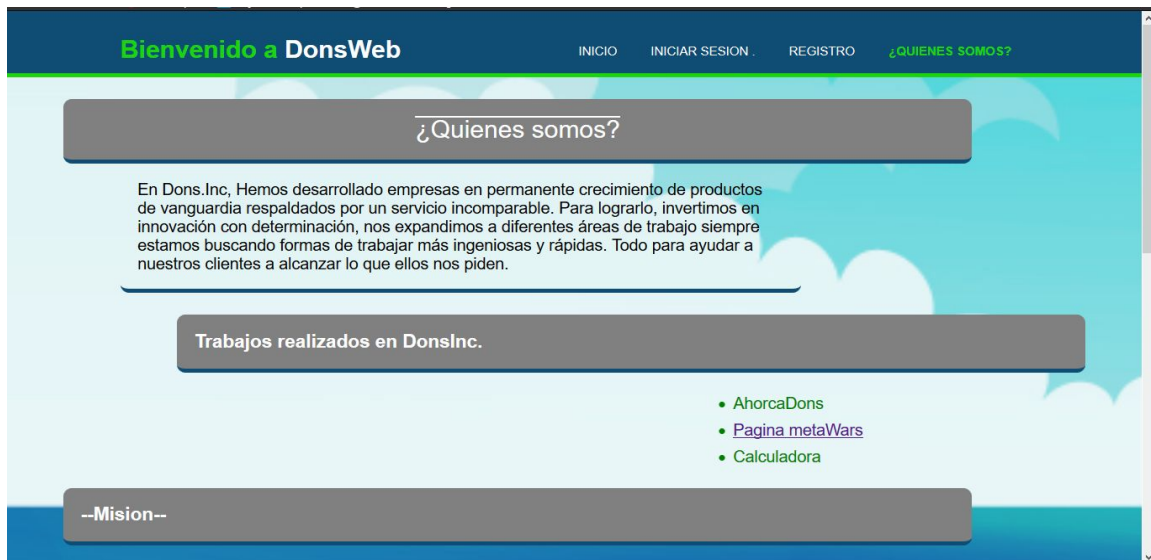 Bienvenido a DonsWeb
INICIO INICIAR SESION . REGISTRO ¿QUIENES SOMOS?
¿Quienes somos?
En Dons.Inc, Hemos desarrollado empresas en permanente crecimiento de productos
de vanguardia respaldados por un servicio incomparable. Para lograrlo, invertimos en
innovación con determinación, nos expandimos a diferentes áreas de trabajo siempre
estamos buscando formas de trabajar más ingeniosas y rápidas. Todo para ayudar a
nuestros clientes a alcanzar lo que ellos nos piden.
Trabajos realizados en DonsInc.
AhorcaDons
Pagina metaWars
Calculadora
--Mision--